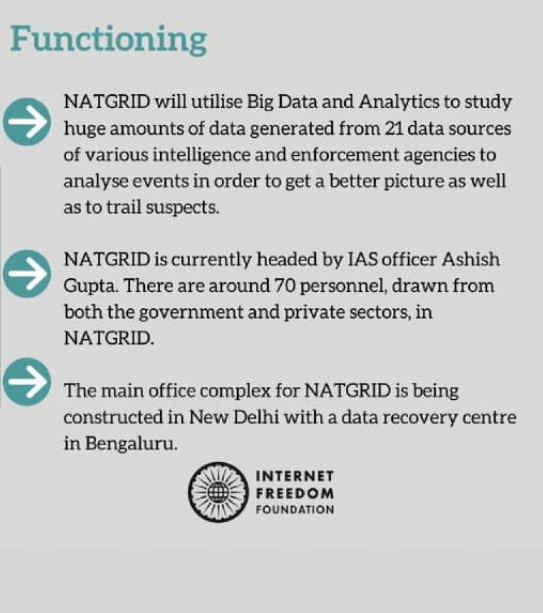 Functioning
NATGRID will utilise Big Data and Analytics to study
huge amounts of data generated from 21 data sources
of various intelligence and enforcement agencies to
analyse events in order to get a better picture as well
as to trail suspects.
NATGRID is currently headed by IAS officer Ashish
Gupta. There are around 70 personnel, drawn from
both the government and private sectors, in
NATGRID.
The main office complex for NATGRID is being
constructed in New Delhi with a data recovery centre
in Bengaluru.
INTERNET
FREEDOM
FOUNDATION